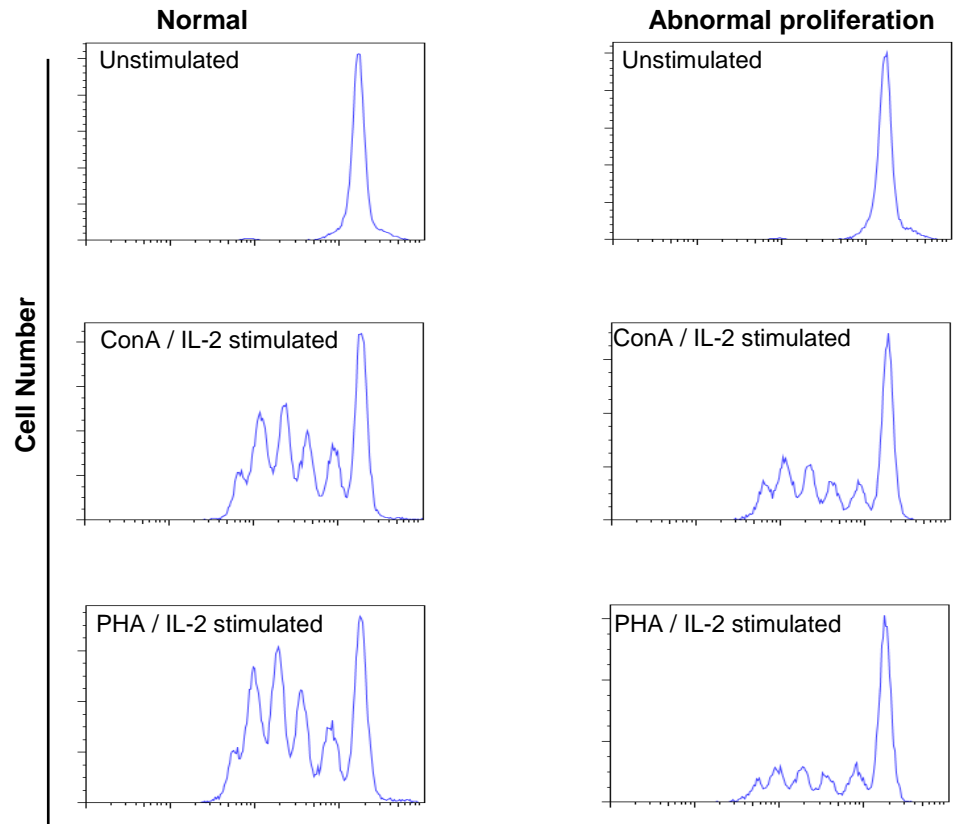 Normal
Abnormal proliferation
Unstimulated
Unstimulated
Cell Number
ConA / IL-2 stimulated
ConA / IL-2 stimulated
PHA / IL-2 stimulated
PHA / IL-2 stimulated